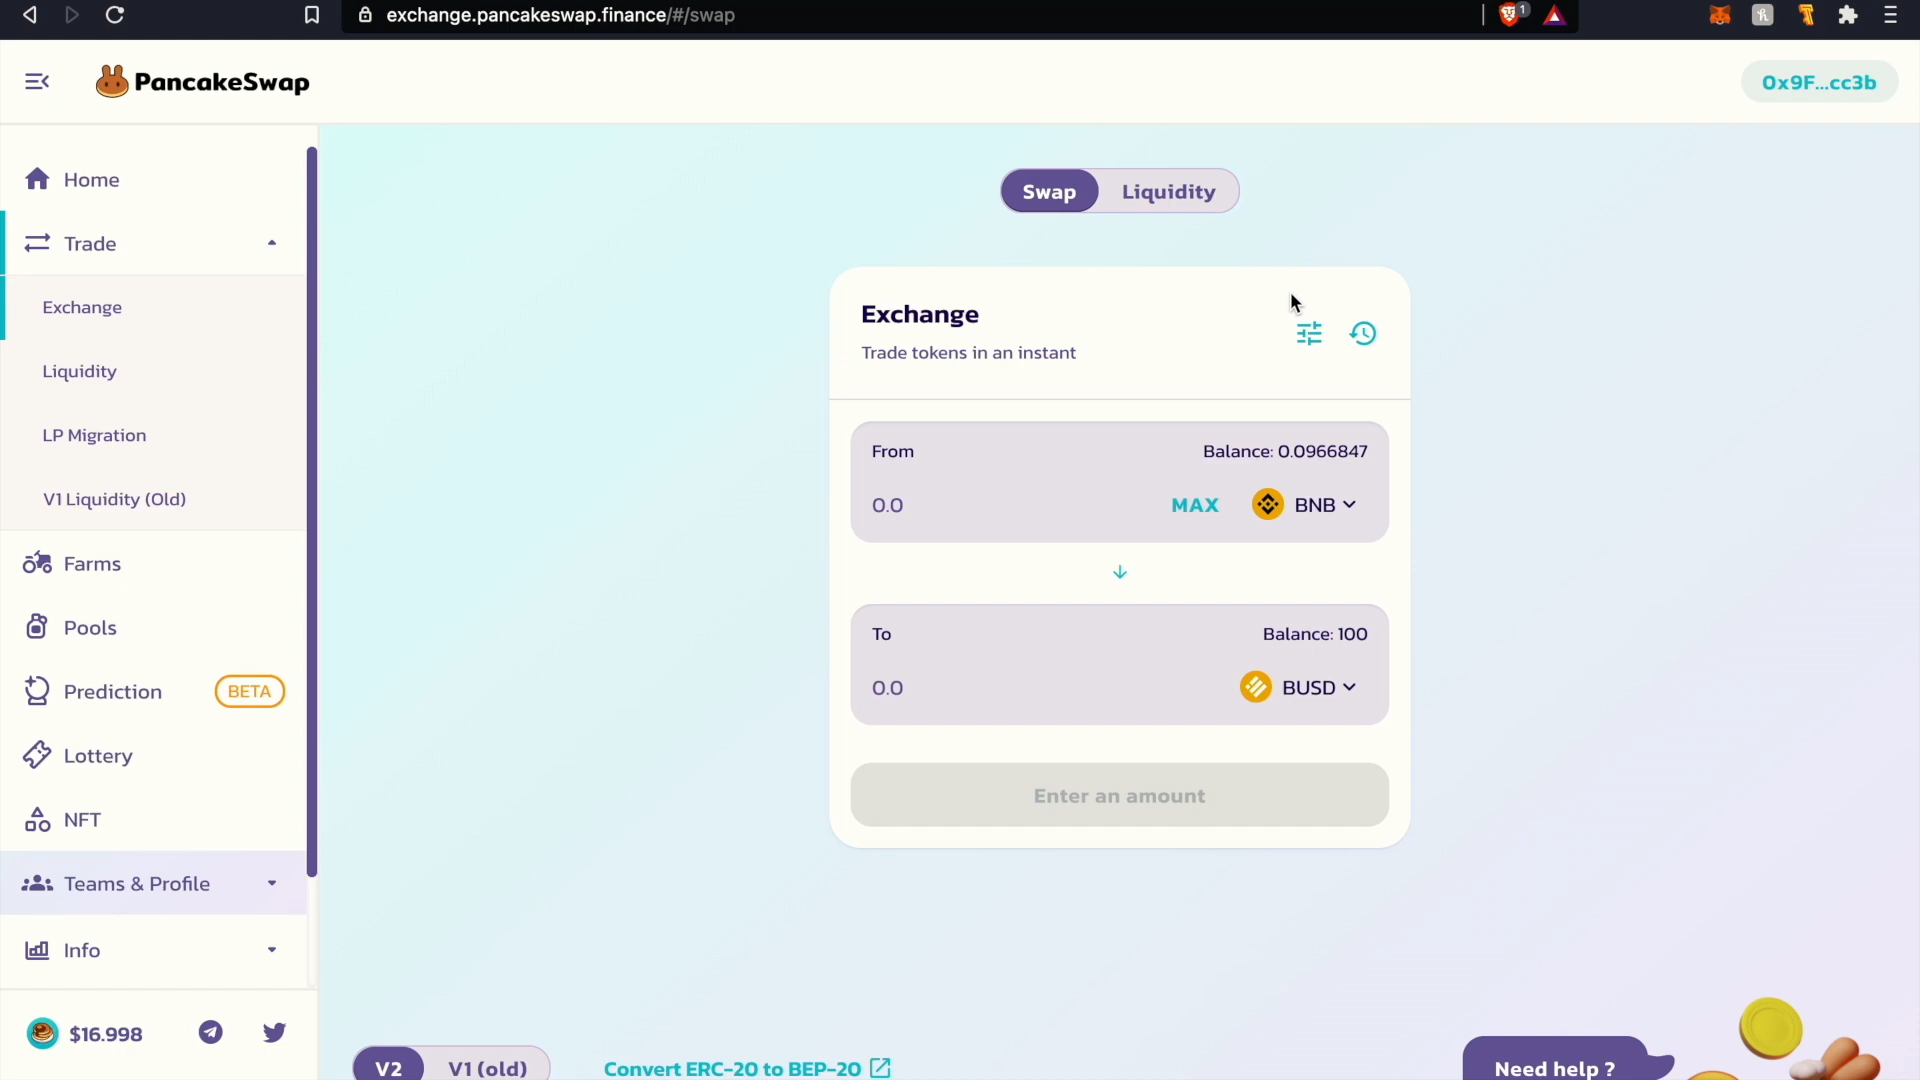 exchange.pancakeswap.finance/#/swap
1
PancakeSwap
0x9F...cc3b
Home
Trade
Exchange
Liquidity
LP Migration
V1 Liquidity (Old)
Farms
Pools
Prediction BETA
Lottery
NFT
Teams & Profile
Info
$16.998
Swap Liquidity
Exchange
Trade tokens in an instant
From Balance: 0.0966847
0.0 MAX BNB
To Balance: 100
0.0 BUSD
Enter an amount
V2 V1 (old) Convert ERC-20 to BEP-20
Need help ?